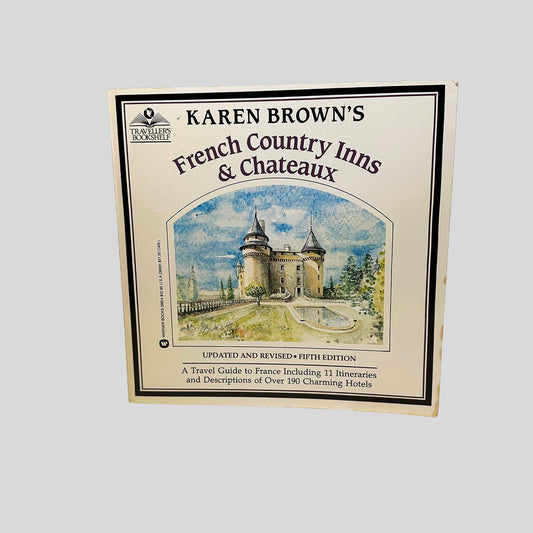 TRAVELLER'S
BOOKSHELF
KAREN BROWN'S
French Country Inns
& Chateaux
UPDATED AND REVISED • FIFTH EDITION
A Travel Guide to France Including 11 Itineraries
and Descriptions of Over 190 Charming Hotels